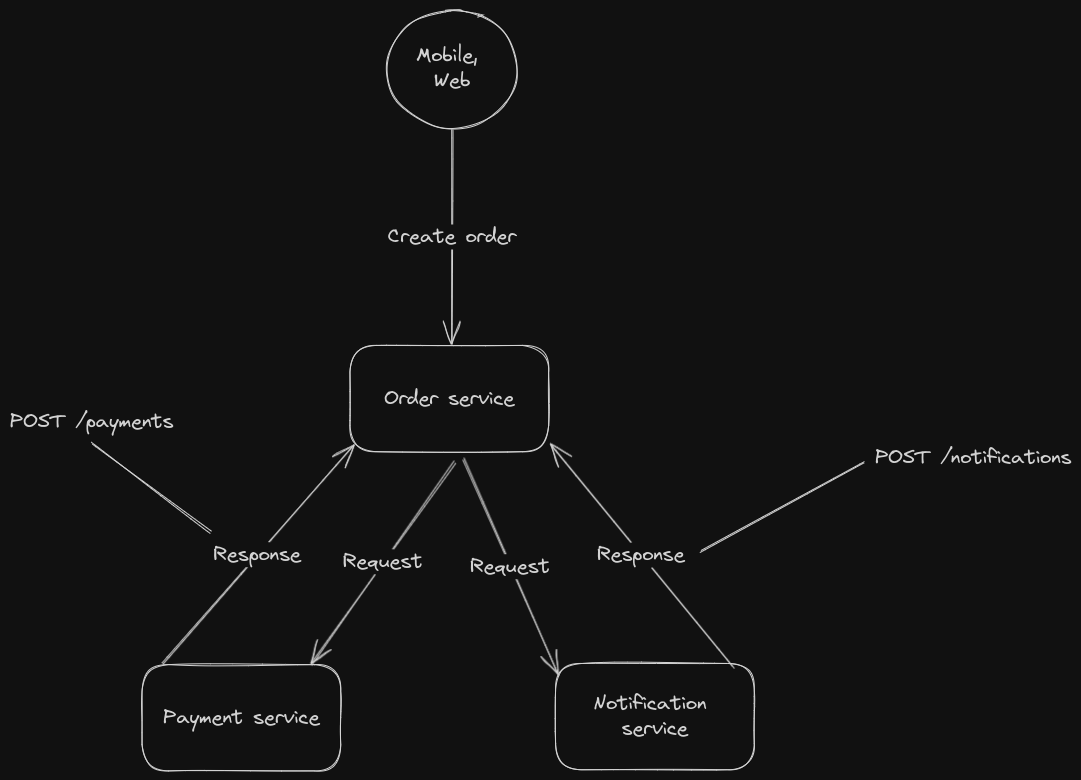 Mobile,
Web
Create order
Order service
POST /payments
POST /notifications
Response
Request
Request
Response
Payment service
Notification
service